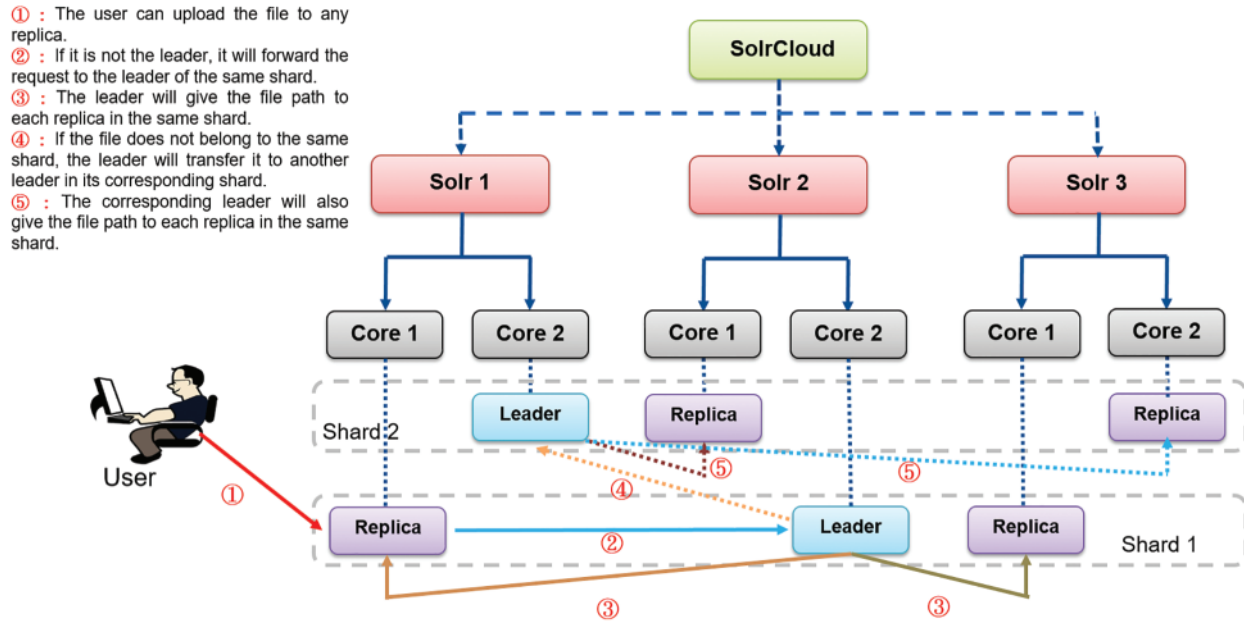 ① : The user can upload the file to any
replica.
② : If it is not the leader, it will forward the
request to the leader of the same shard.
③ : The leader will give the file path to
each replica in the same shard.
④ : If the file does not belong to the same
shard, the leader will transfer it to another
leader in its corresponding shard.
⑤ : The corresponding leader will also
give the file path to each replica in the same
shard.
SolrCloud
Solr 1
Solr 2
Solr 3
Core 1
Core 2
Core 1
Core 2
Core 1
Core 2
Leader
Replica
Replica
Shard 2
User
①
④
⑤
⑤
Replica
②
Leader
Replica
Shard 1
③
③